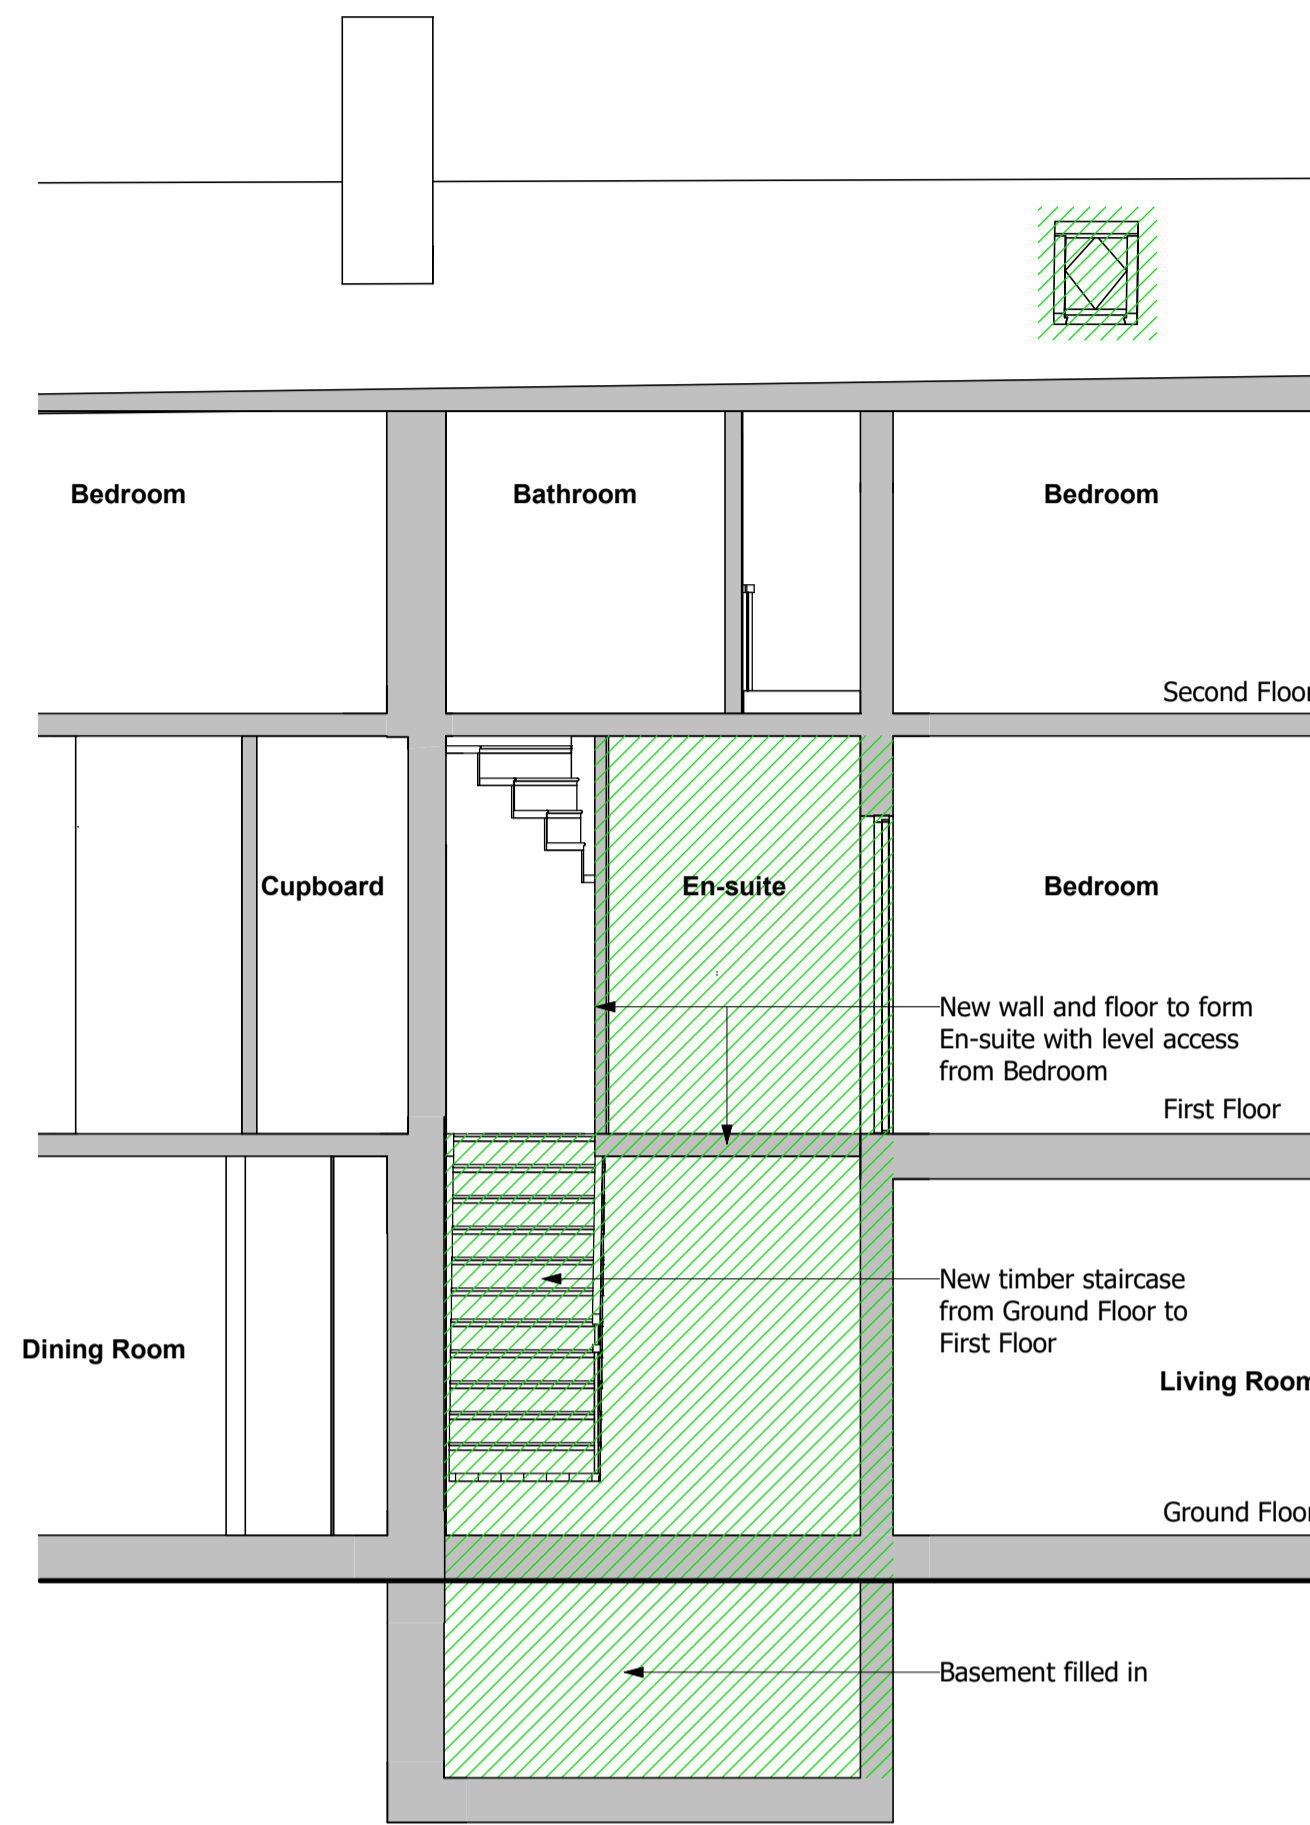 Bedroom
Bathroom
Bedroom
Second Floor
Cupboard
En-suite
Bedroom
New wall and floor to form
En-suite with level access
from Bedroom
First Floor
New timber staircase
from Ground Floor to
First Floor
Dining Room
Living Room
Ground Floor
Basement filled in